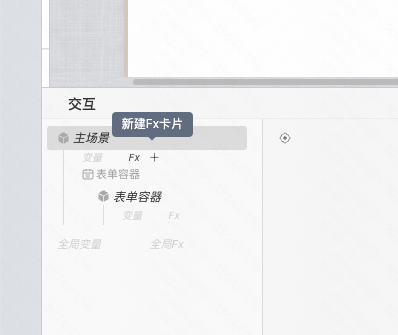 交互
新建Fx卡片
主场景
变量 Fx +
表单容器
表单容器
变量 Fx
全局变量 全局Fx